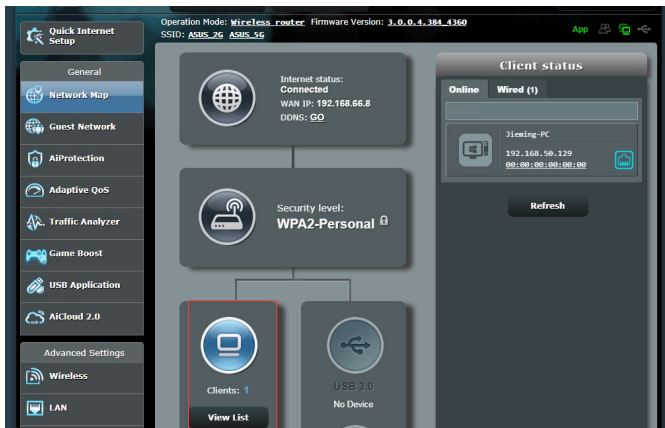 Quick Internet
Setup
General
Network Map
Guest Network
AiProtection
Adaptive QoS
Traffic Analyzer
Game Boost
USB Application
AiCloud 2.0
Advanced Settings
Wireless
LAN
Operation Mode: Wireless router Firmware Version: 3.0.0.4.384_4360
SSID: ASUS_2G ASUS_5G
App
Internet status:
Connected
WAN IP: 192.168.66.8
DDNS: GO
Security level:
WPA2-Personal
Clients: 1
View List
USB 3.0
No Device
Client status
Online Wired (1)
Jieming-PC
192.168.50.129
00:00:00:00:00:00
Refresh